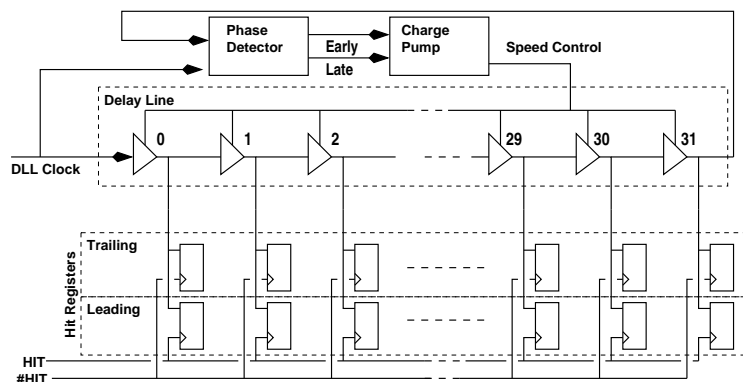 Phase
Detector
Early
Late
Charge
Pump
Speed Control
Delay Line
0
1
2
29
30
31
DLL Clock
Hit Registers
Trailing
Leading
HIT
#HIT